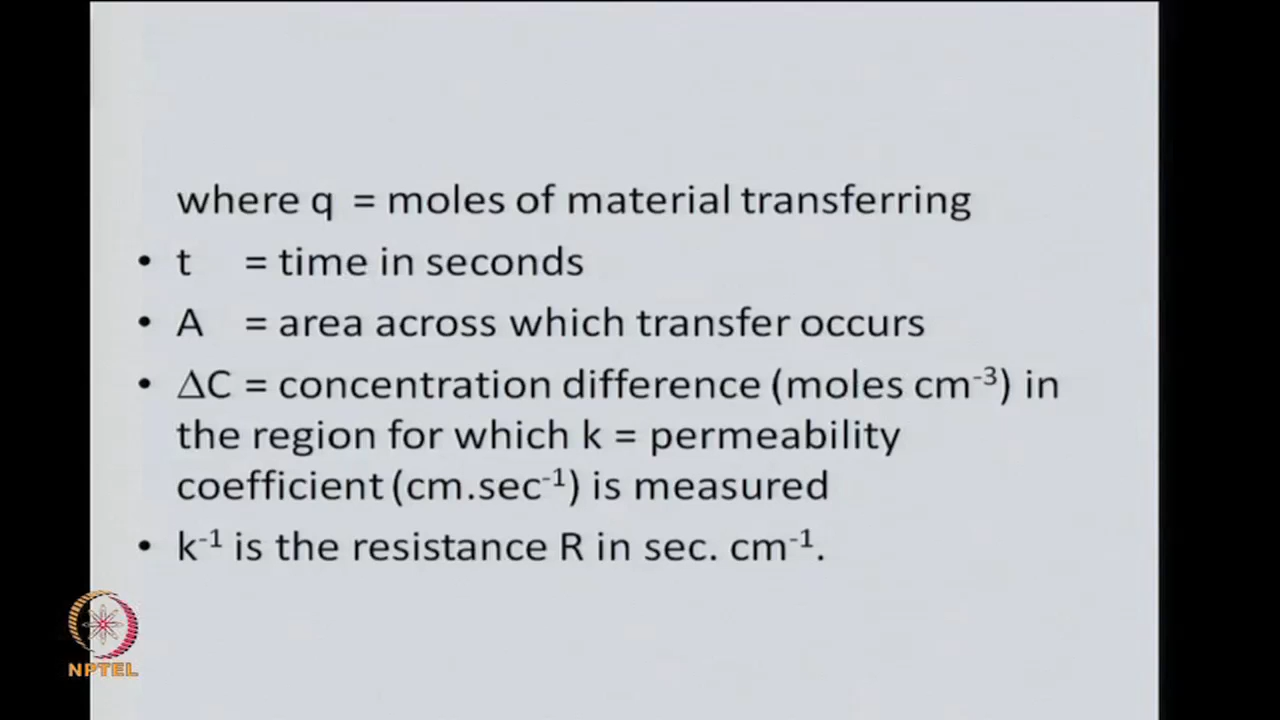 where q = moles of material transferring
• t = time in seconds
• A = area across which transfer occurs
• ΔC = concentration difference (moles cm⁻³) in
the region for which k = permeability
coefficient (cm.sec⁻¹) is measured
• k⁻¹ is the resistance R in sec. cm⁻¹.
NPTEL